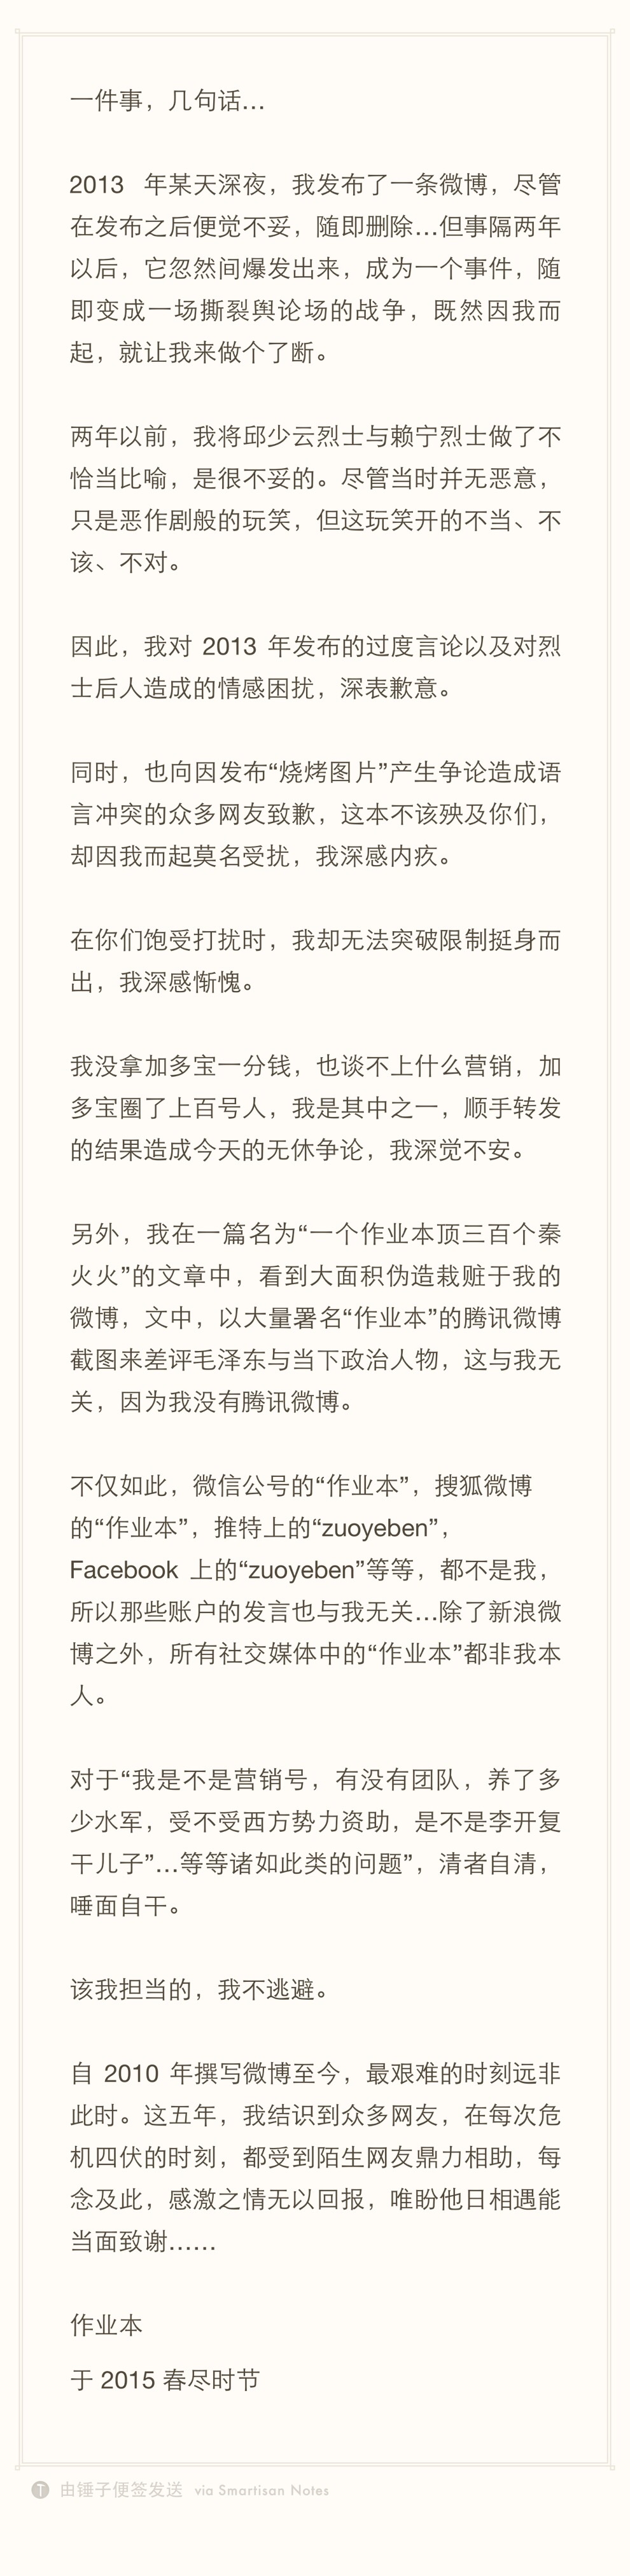 一件事，几句话…
2013 年某天深夜，我发布了一条微博，尽管
在发布之后便觉不妥，随即删除…但事隔两年
以后，它忽然间爆发出来，成为一个事件，随
即变成一场撕裂舆论场的战争，既然因我而
起，就让我来做个了断。
两年以前，我将邱少云烈士与赖宁烈士做了不
恰当比喻，是很不妥的。尽管当时并无恶意，
只是恶作剧般的玩笑，但这玩笑开的不当、不
该、不对。
因此，我对 2013 年发布的过度言论以及对烈
士后人造成的情感困扰，深表歉意。
同时，也向因发布“烧烤图片”产生争论造成语
言冲突的众多网友致歉，这本不该殃及你们，
却因我而起莫名受扰，我深感内疚。
在你们饱受打扰时，我却无法突破限制挺身而
出，我深感惭愧。
我没拿加多宝一分钱，也谈不上什么营销，加
多宝圈了上百号人，我是其中之一，顺手转发
的结果造成今天的无休争论，我深觉不安。
另外，我在一篇名为“一个作业本顶三百个秦
火火”的文章中，看到大面积伪造栽赃于我的
微博，文中，以大量署名“作业本”的腾讯微博
截图来差评毛泽东与当下政治人物，这与我无
关，因为我没有腾讯微博。
不仅如此，微信公号的“作业本”，搜狐微博
的“作业本”，推特上的“zuoyeben”，
Facebook 上的“zuoyeben”等等，都不是我，
所以那些账户的发言也与我无关…除了新浪微
博之外，所有社交媒体中的“作业本”都非我本
人。
对于“我是不是营销号，有没有团队，养了多
少水军，受不受西方势力资助，是不是李开复
干儿子”…等等诸如此类的问题”，清者自清，
唾面自干。
该我担当的，我不逃避。
自 2010 年撰写微博至今，最艰难的时刻远非
此时。这五年，我结识到众多网友，在每次危
机四伏的时刻，都受到陌生网友鼎力相助，每
念及此，感激之情无以回报，唯盼他日相遇能
当面致谢……
作业本
于 2015 春尽时节
T 由锤子便签发送 via Smartisan Notes